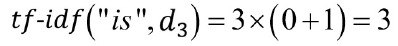 tf-idf("is", d₃) = 3×(0+1) = 3